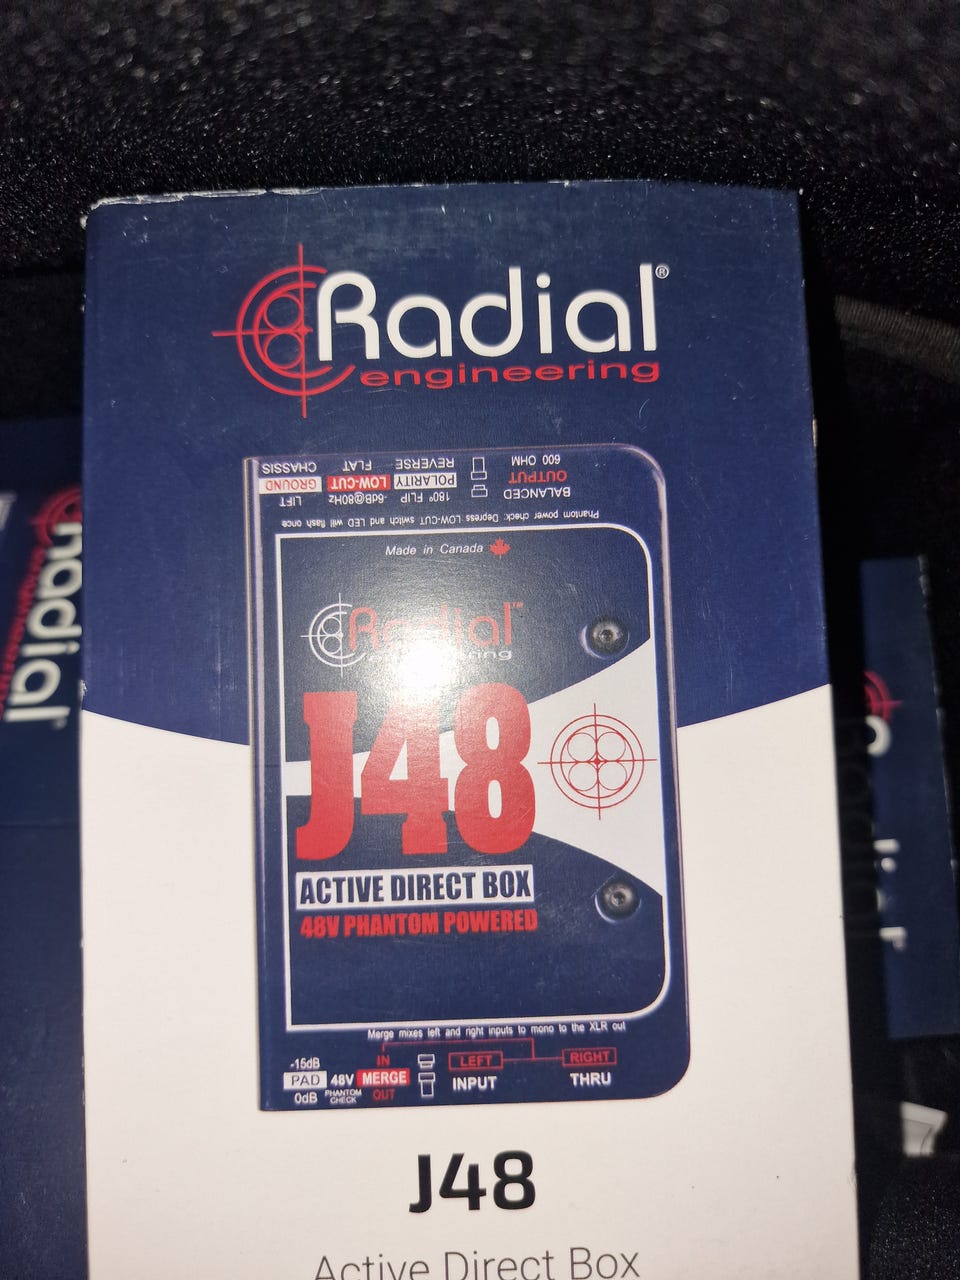 Radial®
engineering
BALANCED
OUTPUT
600 OHM
180° FLIP
POLARITY
REVERSE
-6dB@80Hz
LOW-CUT
FLAT
LIFT
GROUND
CHASSIS
Phantom power check: Depress LOW-CUT switch and LED will flash once
Made in Canada
Radial™
engineering
J48
ACTIVE DIRECT BOX
48V PHANTOM POWERED
Merge mixes left and right inputs to mono to the XLR out
-15dB
PAD
0dB
48V
PHANTOM
CHECK
IN
MERGE
OUT
LEFT
INPUT
RIGHT
THRU
J48
Active Direct Box
Radial